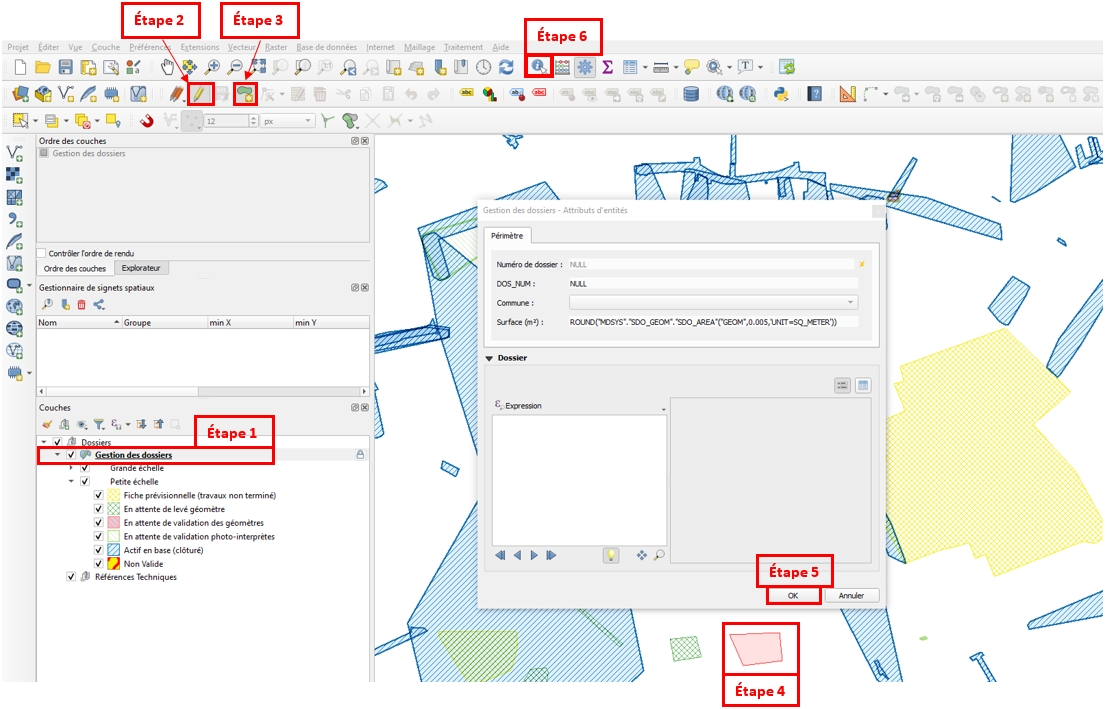 Étape 2
Étape 3
Étape 6
Projet Éditer Vue Couche Préférences Extensions Vecteur Raster Base de données Internet Maillage Traitement Aide
12
px
Ordre des couches
Gestion des dossiers
Contrôler l'ordre de rendu
Ordre des couches Explorateur
Gestionnaire de signets spatiaux
Nom Groupe min X min Y
Couches
Étape 1
Dossiers
Gestion des dossiers
Grande échelle
Petite échelle
Fiche prévisionnelle (travaux non terminé)
En attente de levé géomètre
En attente de validation des géomètres
En attente de validation photo-interprètes
Actif en base (clôturé)
Non Valide
Références Techniques
Gestion des dossiers - Attributs d'entités
Périmètre
Numéro de dossier : NULL
DOS_NUM : NULL
Commune :
Surface (m²) : ROUND("MDSYS"."SDO_GEOM"."SDO_AREA"("GEOM",0.005,'UNIT=SQ_METER'))
Dossier
Expression
Étape 5
OK Annuler
Étape 4